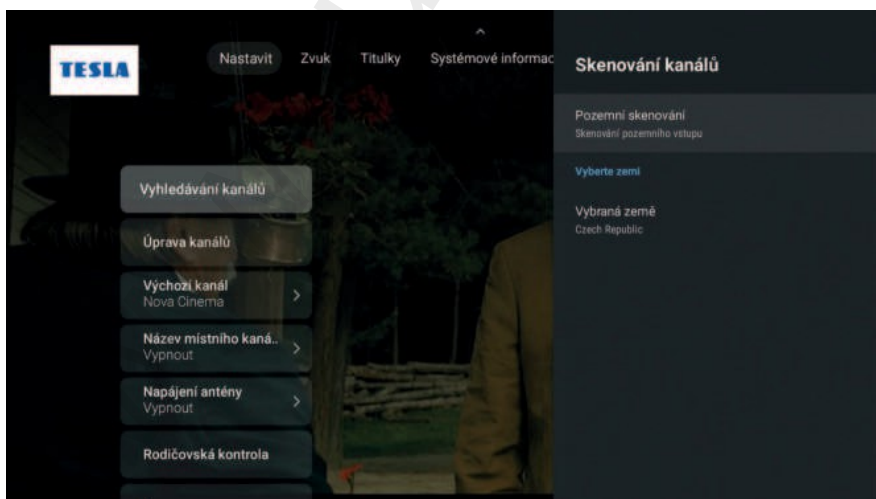 TESLA
Nastavit Zvuk Titulky Systémové informac
Vyhledávání kanálů
Úprava kanálů
Výchozí kanál
Nova Cinema
Název místního kaná..
Vypnout
Napájení antény
Vypnout
Rodičovská kontrola
Skenování kanálů
Pozemní skenování
Skenování pozemního vstupu
Vyberte zemi
Vybraná země
Czech Republic